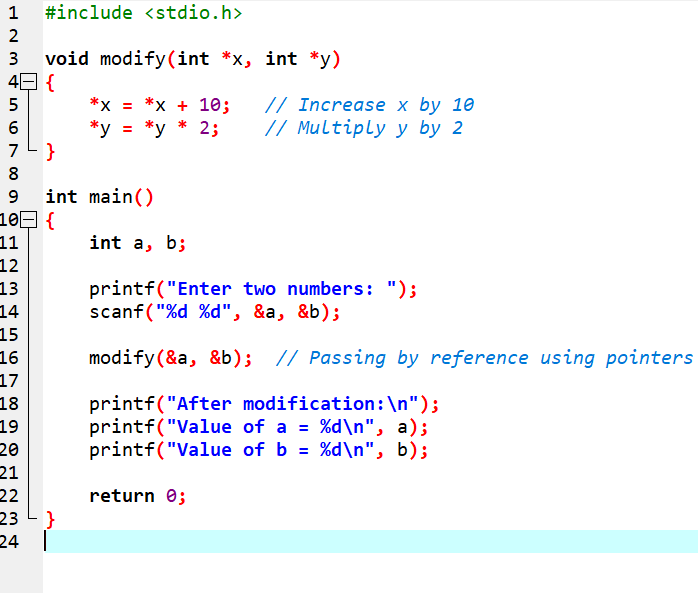 1 #include <stdio.h>
2
3 void modify(int *x, int *y)
4 {
5     *x = *x + 10;   // Increase x by 10
6     *y = *y * 2;    // Multiply y by 2
7 }
8
9 int main()
10 {
11     int a, b;
12
13     printf("Enter two numbers: ");
14     scanf("%d %d", &a, &b);
15
16     modify(&a, &b);  // Passing by reference using pointers
17
18     printf("After modification:\n");
19     printf("Value of a = %d\n", a);
20     printf("Value of b = %d\n", b);
21
22     return 0;
23 }
24